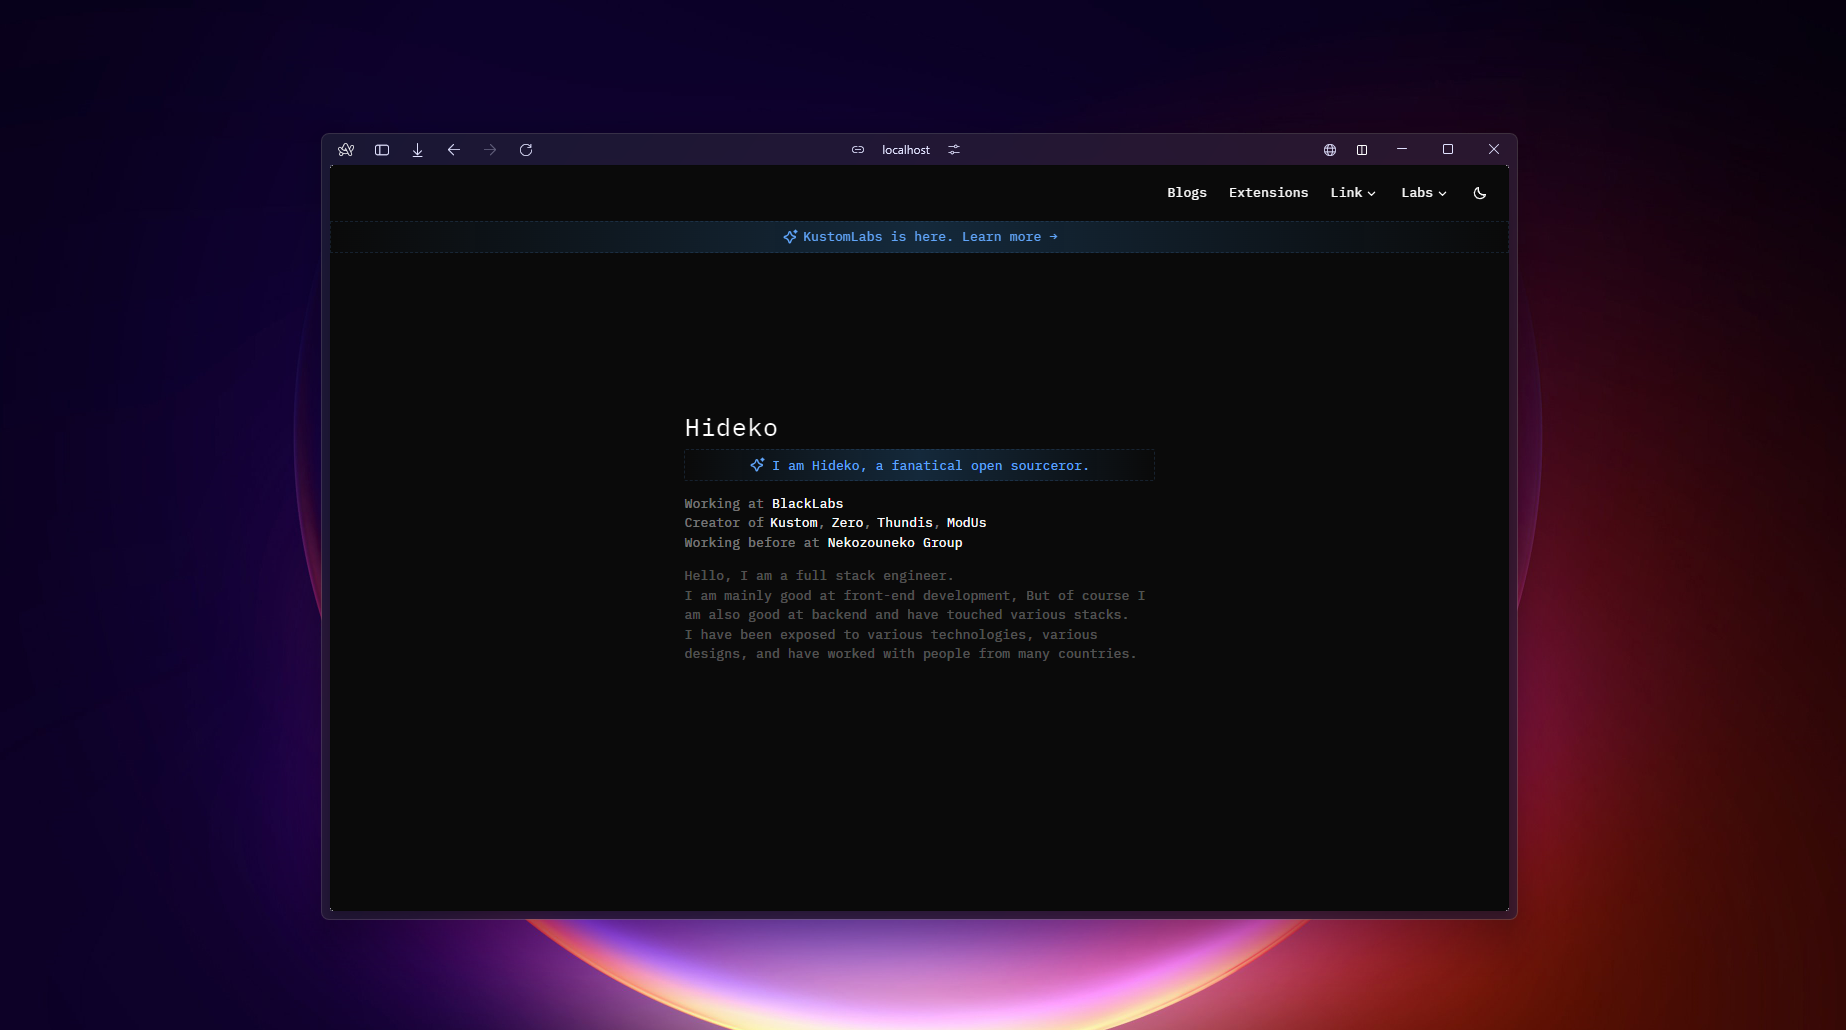 localhost
Blogs Extensions Link Labs
KustomLabs is here. Learn more →
Hideko
I am Hideko, a fanatical open sourceror.
Working at BlackLabs
Creator of Kustom, Zero, Thundis, ModUs
Working before at Nekozouneko Group
Hello, I am a full stack engineer.
I am mainly good at front-end development, But of course I
am also good at backend and have touched various stacks.
I have been exposed to various technologies, various
designs, and have worked with people from many countries.